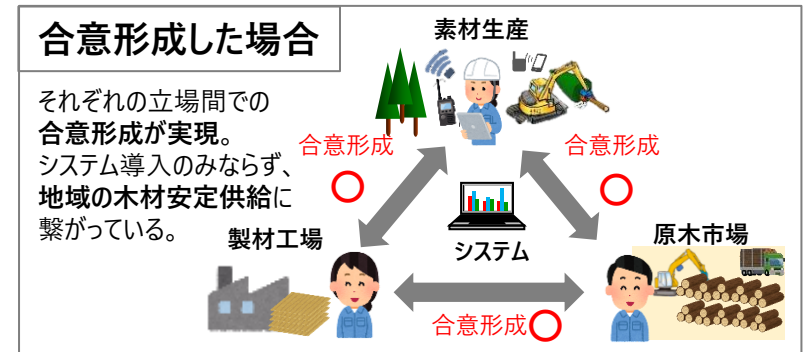 合意形成した場合
それぞれの立場間での
合意形成が実現。
システム導入のみならず、
地域の木材安定供給に
繋がっている。
素材生産
合意形成
合意形成
システム
製材工場
原木市場
合意形成